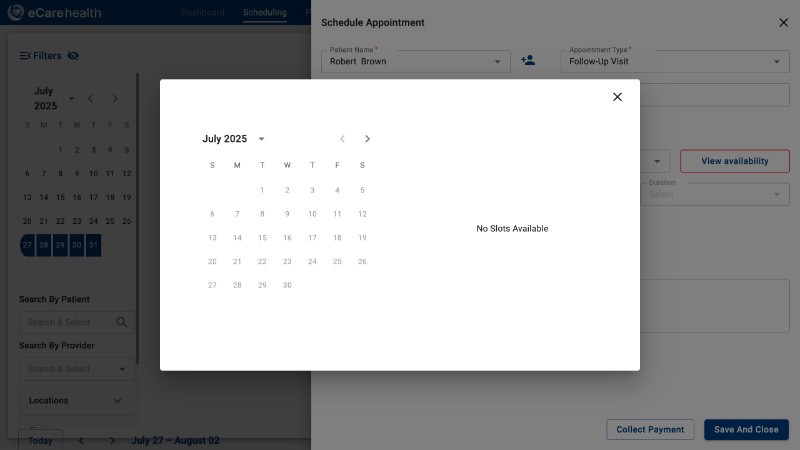 eCarehealth
Dashboard
Scheduling
Schedule Appointment
Filters
Patient Name *
Robert Brown
Appointment Type *
Follow-Up Visit
July
2025
S M T W T F S
1 2 3 4 5
6 7 8 9 10 11 12
13 14 15 16 17 18 19
20 21 22 23 24 25 26
27 28 29 30 31
July 2025
S M T W T F S
1 2 3 4 5
6 7 8 9 10 11 12
13 14 15 16 17 18 19
20 21 22 23 24 25 26
27 28 29 30
No Slots Available
View availability
Duration
Select
Search By Patient
Search & Select
Search By Provider
Search & Select
Locations
Today
July 27 – August 02
Collect Payment
Save And Close